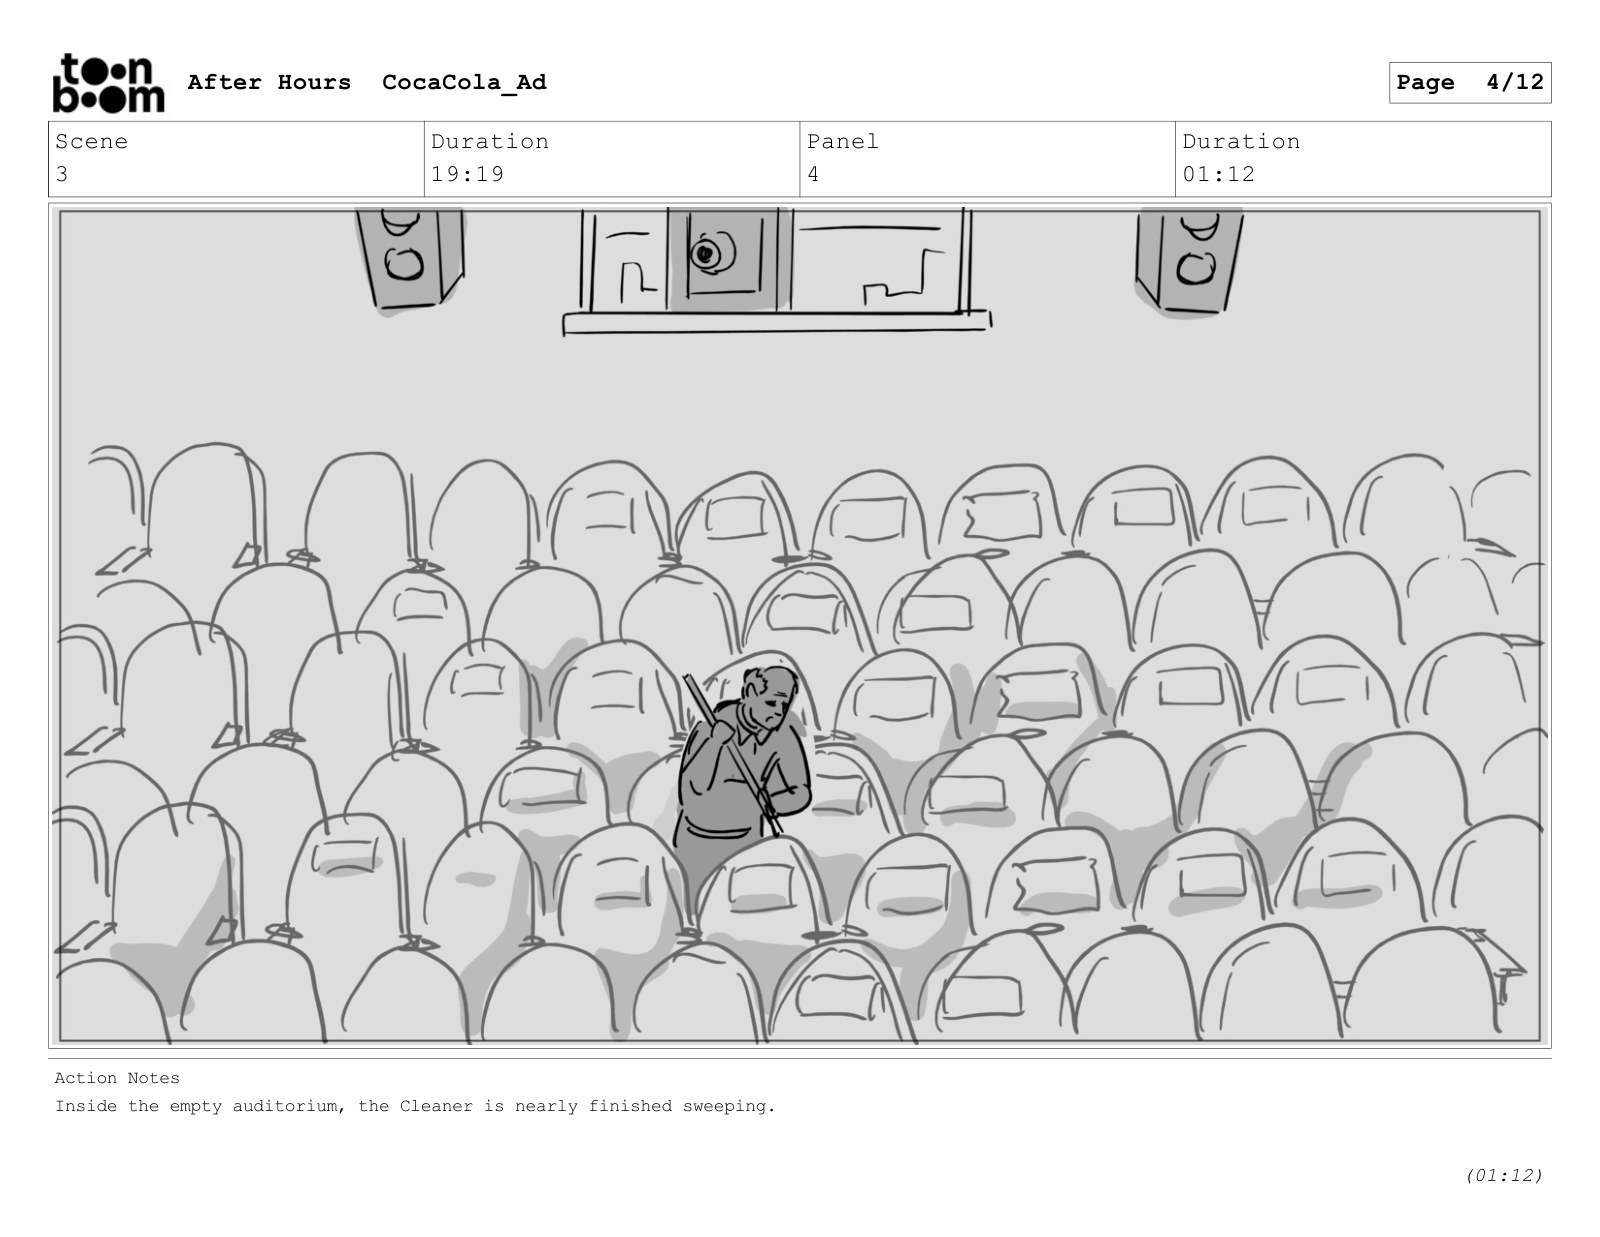 toon
boom
After Hours CocaCola_Ad
Page 4/12
Scene
3
Duration
19:19
Panel
4
Duration
01:12
Action Notes
Inside the empty auditorium, the Cleaner is nearly finished sweeping.
(01:12)